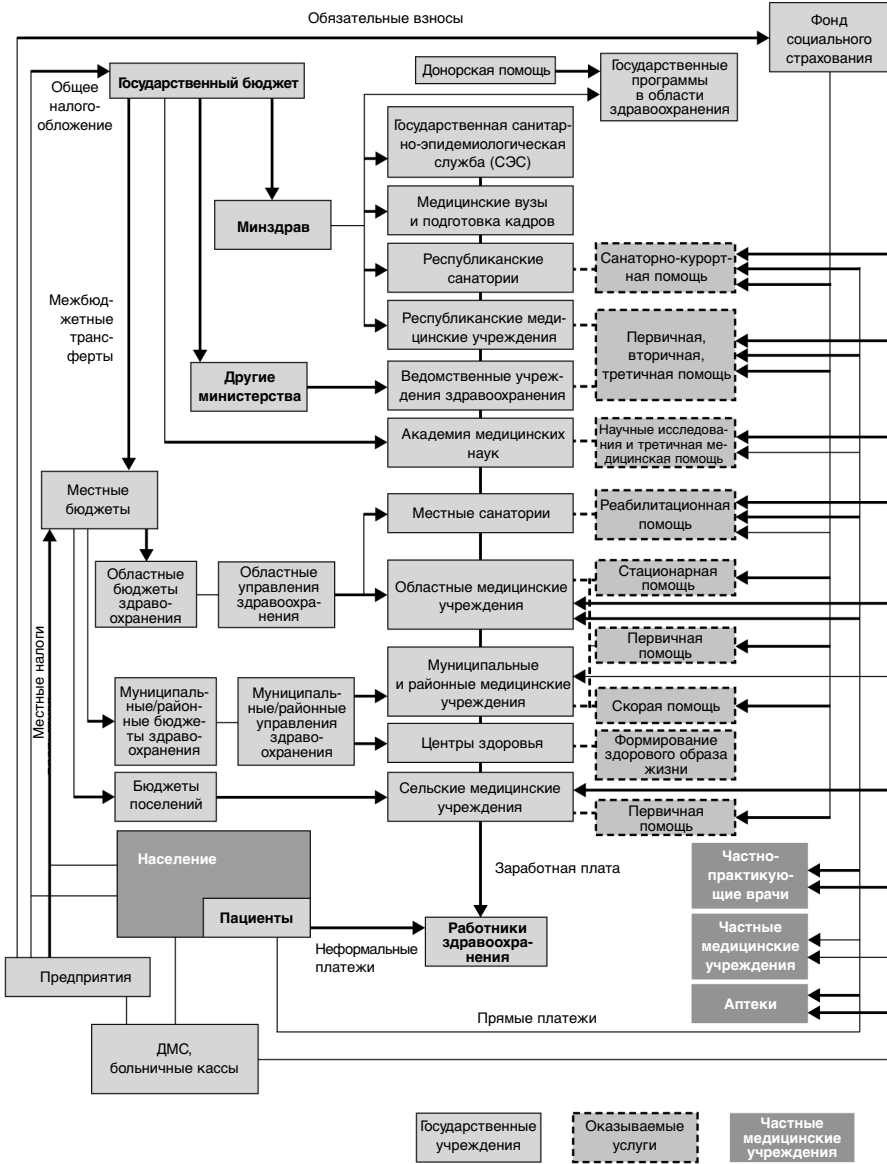 Обязательные взносы
Фонд
социального
страхования
Государственный бюджет
Общее
налого-
обложение
Донорская помощь
Государственные
программы
в области
здравоохранения
Государственная санитар-
но-эпидемиологическая
служба (СЭС)
Минздрав
Медицинские вузы
и подготовка кадров
Республиканские
санатории
Санаторно-курорт-
ная помощь
Межбюд-
жетные
транс-
ферты
Республиканские меди-
цинские учреждения
Первичная,
вторичная,
третичная помощь
Другие
министерства
Ведомственные учреж-
дения здравоохранения
Академия медицинских
наук
Научные исследова-
ния и третичная ме-
дицинская помощь
Местные
бюджеты
Местные санатории
Реабилитационная
помощь
Областные
бюджеты
здраво-
охранения
Областные
управления
здравоохра-
нения
Областные медицинские
учреждения
Стационарная
помощь
Первичная
помощь
Местные налоги
Муниципаль-
ные/район-
ные бюдже-
ты здраво-
охранения
Муниципаль-
ные/районные
управления
здраво-
охранения
Муниципальные
и районные медицинские
учреждения
Скорая помощь
Центры здоровья
Формирование
здорового образа
жизни
Бюджеты
поселений
Сельские медицинские
учреждения
Первичная
помощь
Население
Пациенты
Заработная плата
Частно-
практикую-
щие врачи
Неформальные
платежи
Работники
здравоохра-
нения
Частные
медицинские
учреждения
Предприятия
Аптеки
Прямые платежи
ДМС,
больничные кассы
Государственные
учреждения
Оказываемые
услуги
Частные
медицинские
учреждения